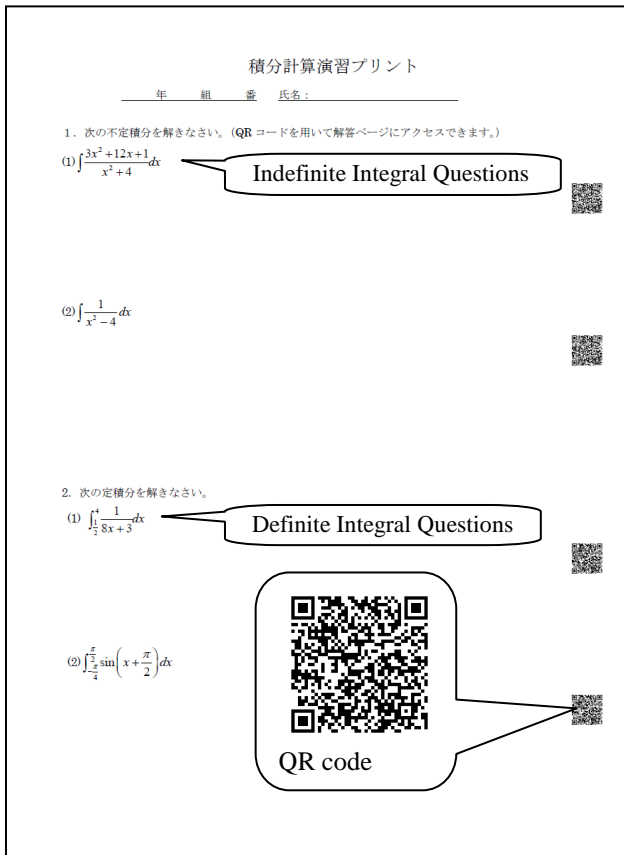 積分計算演習プリント
年 組 番 氏名：
1．次の不定積分を解きなさい。（QR コードを用いて解答ページにアクセスできます。）
(1) ∫ (3x² + 12x + 1)/(x² + 4) dx
Indefinite Integral Questions
(2) ∫ 1/(x² − 4) dx
2．次の定積分を解きなさい。
(1) ∫_{1/2}^{4} 1/(8x + 3) dx
Definite Integral Questions
(2) ∫_{-π/4}^{π/2} sin(x + π/2) dx
QR code